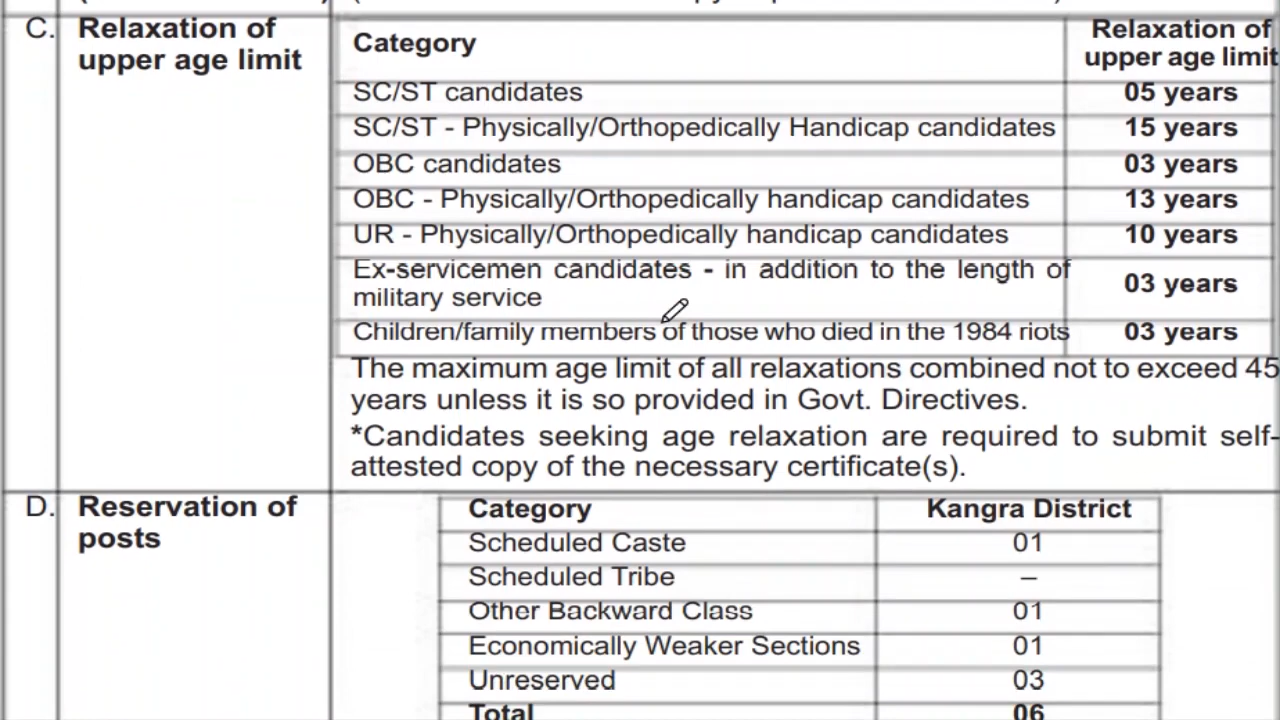 C. Relaxation of upper age limit
Category Relaxation of upper age limit
SC/ST candidates 05 years
SC/ST - Physically/Orthopedically Handicap candidates 15 years
OBC candidates 03 years
OBC - Physically/Orthopedically handicap candidates 13 years
UR - Physically/Orthopedically handicap candidates 10 years
Ex-servicemen candidates - in addition to the length of military service 03 years
Children/family members of those who died in the 1984 riots 03 years
The maximum age limit of all relaxations combined not to exceed 45
years unless it is so provided in Govt. Directives.
*Candidates seeking age relaxation are required to submit self-
attested copy of the necessary certificate(s).
D. Reservation of posts
Category Kangra District
Scheduled Caste 01
Scheduled Tribe –
Other Backward Class 01
Economically Weaker Sections 01
Unreserved 03
Total 06